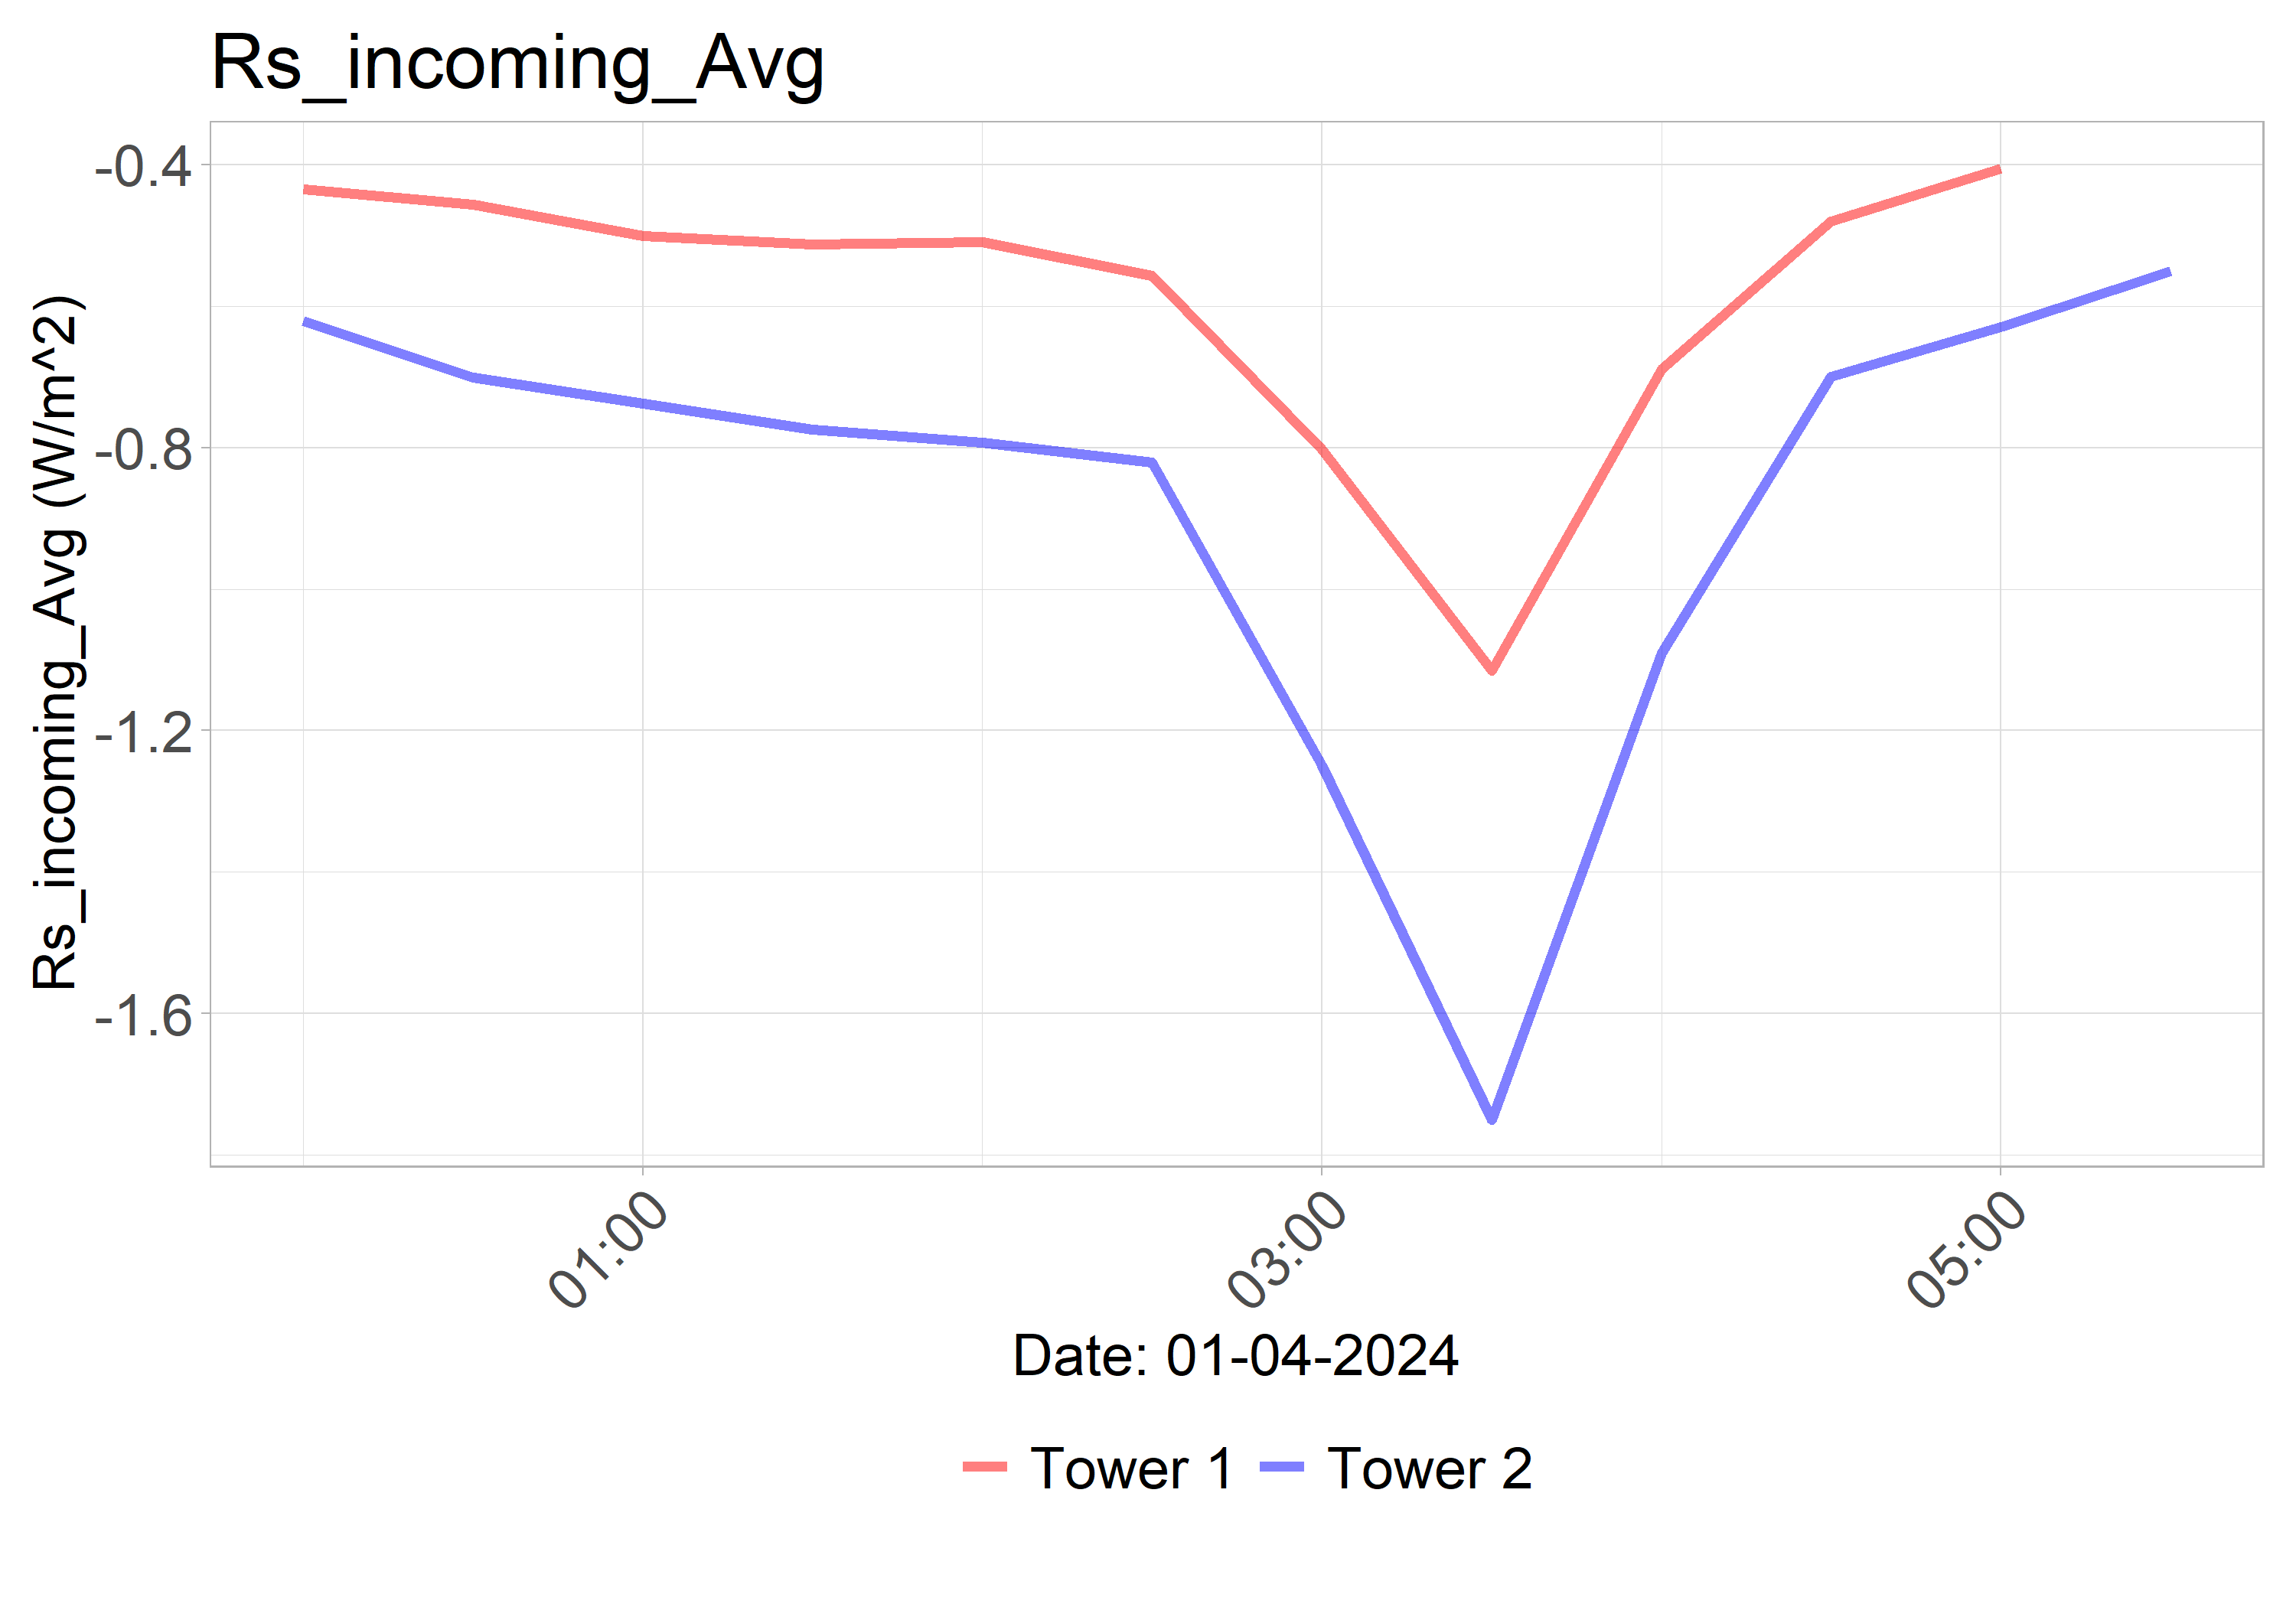 Rs_incoming_Avg
Rs_incoming_Avg (W/m^2)
-0.4
-0.8
-1.2
-1.6
01:00
03:00
05:00
Date: 01-04-2024
Tower 1
Tower 2